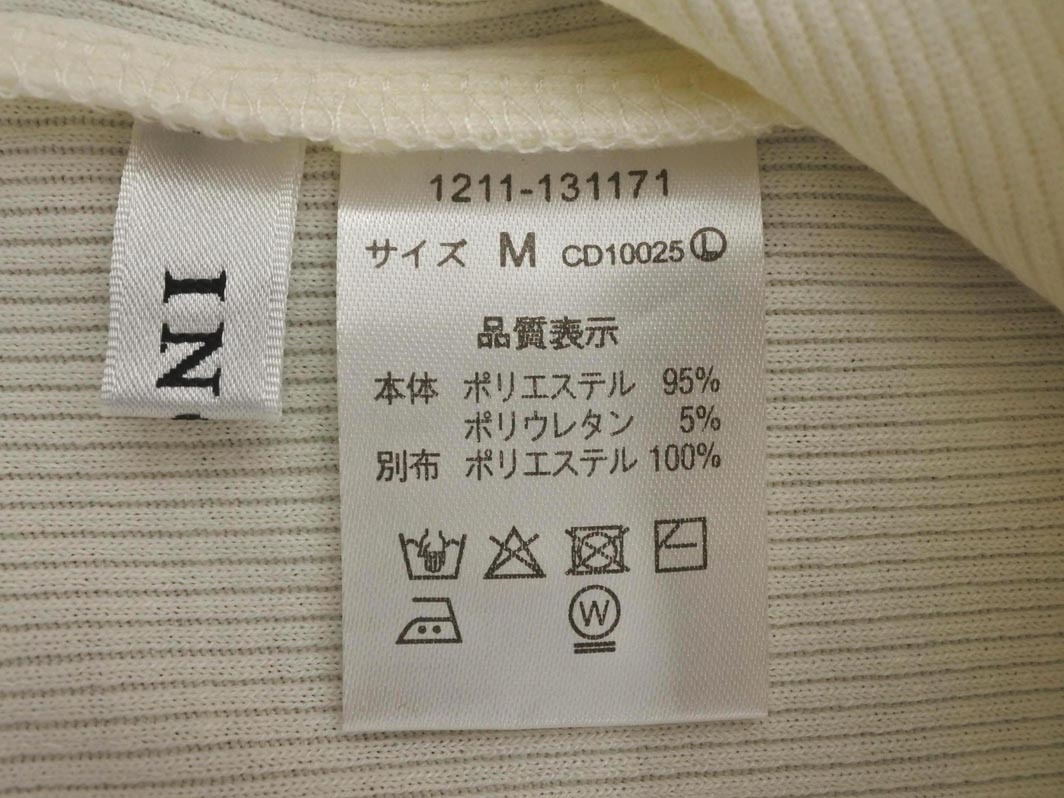 IN
1211-131171
サイズ M CD10025 Ⓛ
品質表示
本体 ポリエステル 95%
ポリウレタン 5%
別布 ポリエステル 100%
W